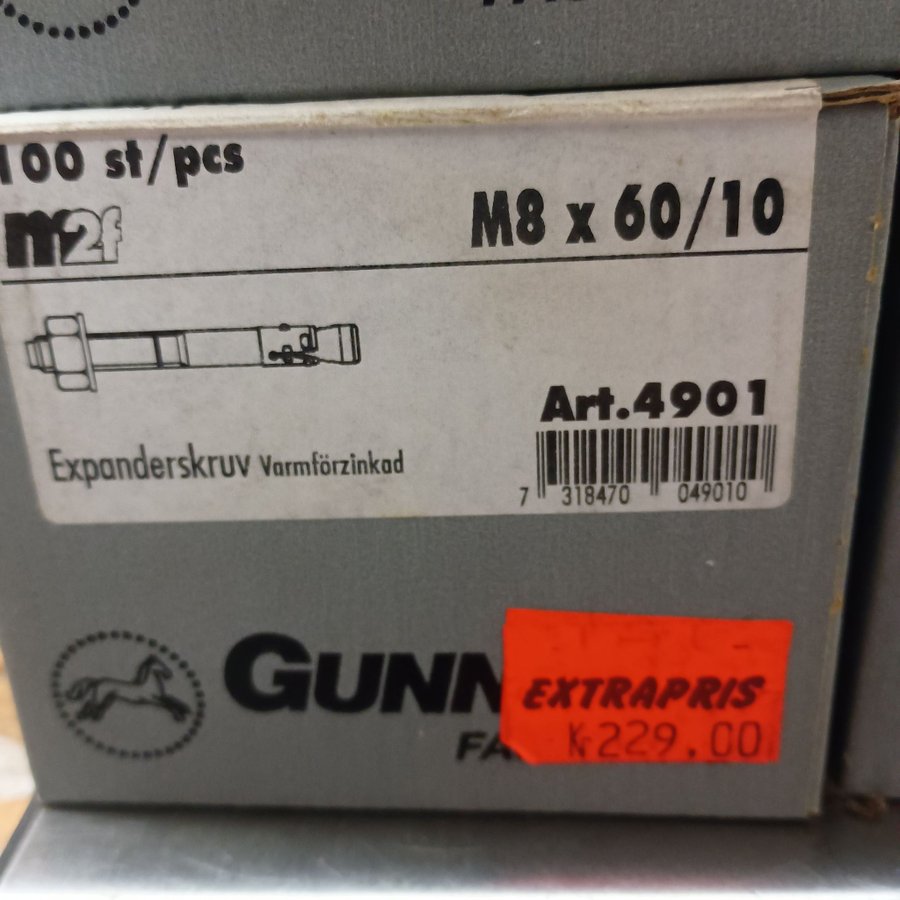 100 st/pcs
m2f
M8 x 60/10
Art.4901
Expanderskruv Varmförzinkad
7 318470 049010
GUNN
EXTRAPRIS
Kr229.00